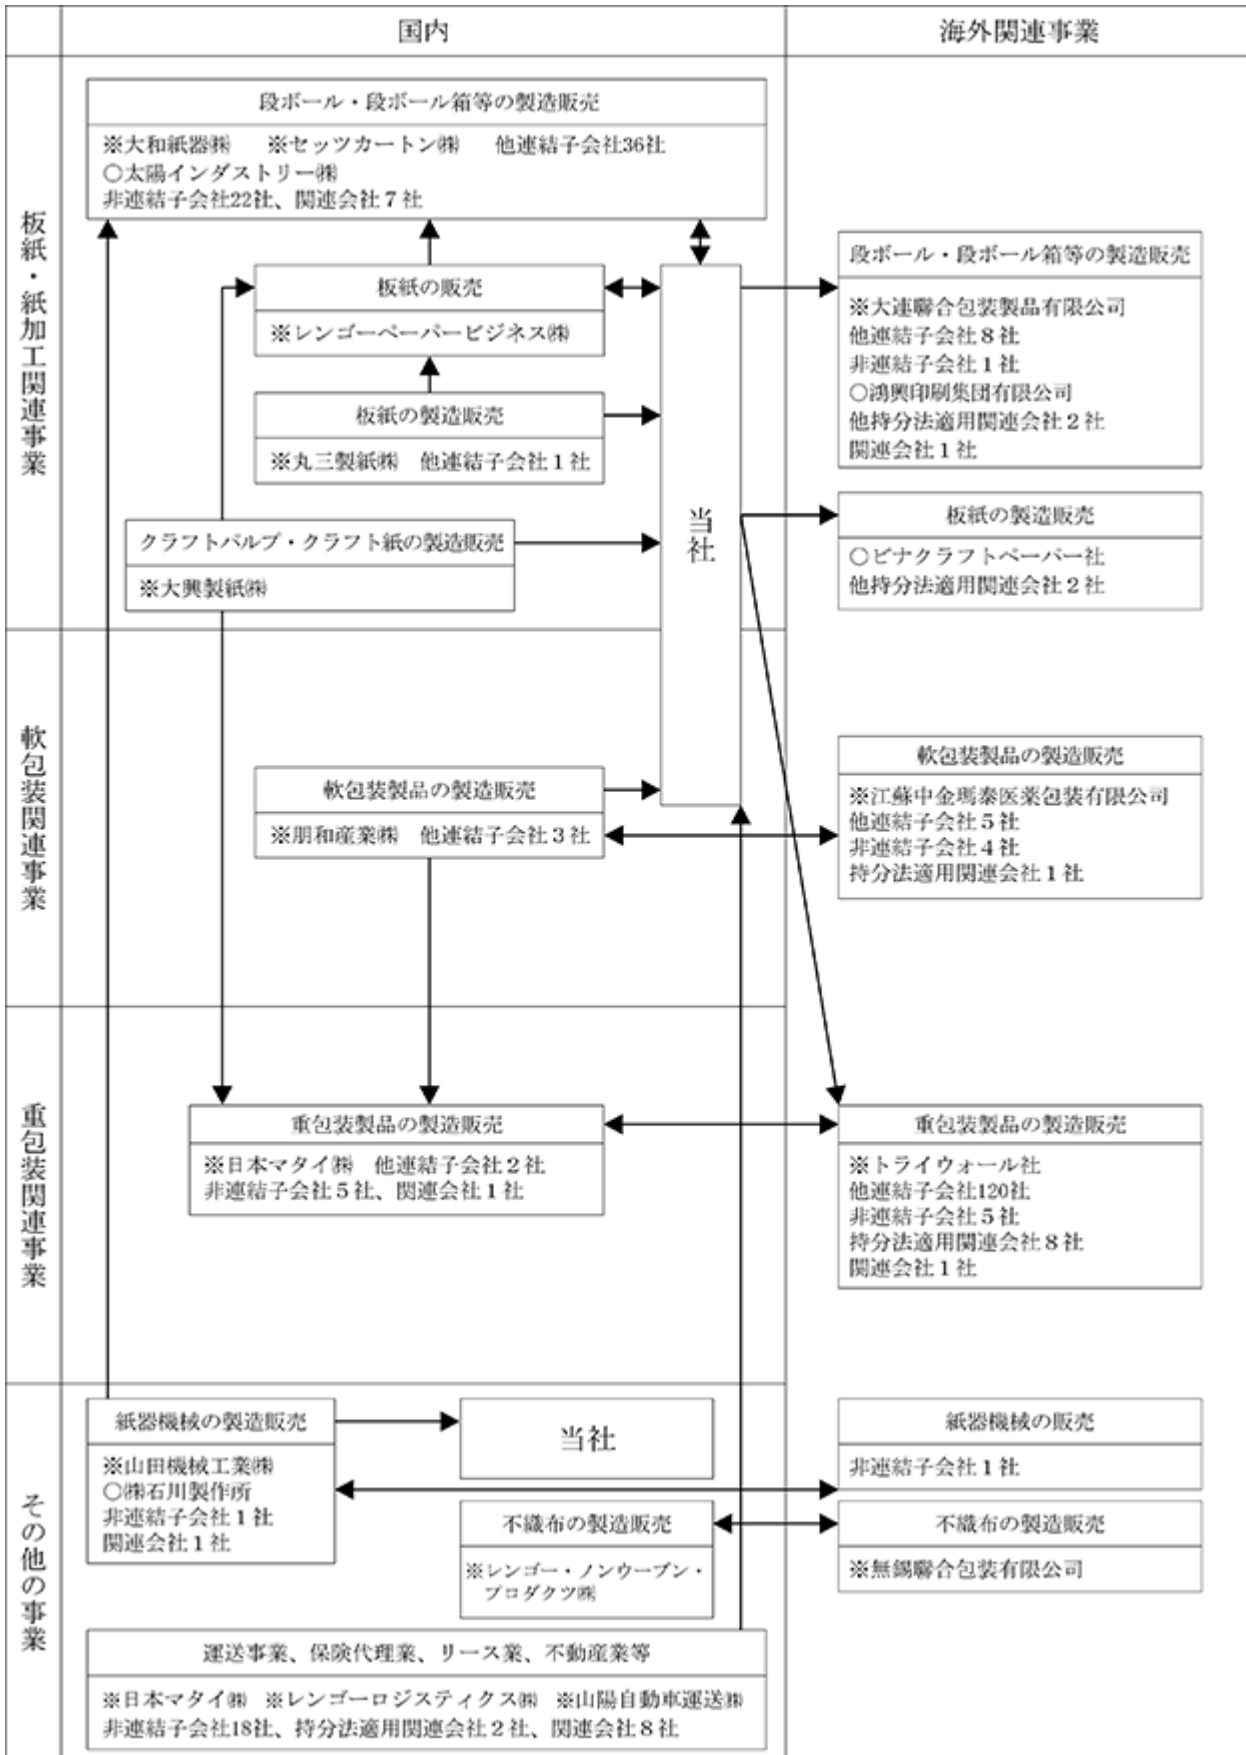 国内
海外関連事業
板紙・紙加工関連事業
段ボール・段ボール箱等の製造販売
※大和紙器㈱　※セッツカートン㈱　他連結子会社36社
○太陽インダストリー㈱
非連結子会社22社、関連会社７社
板紙の販売
※レンゴーペーパービジネス㈱
板紙の製造販売
※丸三製紙㈱　他連結子会社１社
クラフトパルプ・クラフト紙の製造販売
※大興製紙㈱
当社
段ボール・段ボール箱等の製造販売
※大連聯合包装製品有限公司
他連結子会社８社
非連結子会社１社
○鴻興印刷集団有限公司
他持分法適用関連会社２社
関連会社１社
板紙の製造販売
○ビナクラフトペーパー社
他持分法適用関連会社２社
軟包装関連事業
軟包装製品の製造販売
※朋和産業㈱　他連結子会社３社
軟包装製品の製造販売
※江蘇中金瑪泰医薬包装有限公司
他連結子会社５社
非連結子会社４社
持分法適用関連会社１社
重包装関連事業
重包装製品の製造販売
※日本マタイ㈱　他連結子会社２社
非連結子会社５社、関連会社１社
重包装製品の製造販売
※トライウォール社
他連結子会社120社
非連結子会社５社
持分法適用関連会社８社
関連会社１社
その他の事業
紙器機械の製造販売
※山田機械工業㈱
○㈱石川製作所
非連結子会社１社
関連会社１社
当社
紙器機械の販売
非連結子会社１社
不織布の製造販売
※レンゴー・ノンウーブン・
プロダクツ㈱
不織布の製造販売
※無錫聯合包装有限公司
運送事業、保険代理業、リース業、不動産業等
※日本マタイ㈱　※レンゴーロジスティクス㈱　※山陽自動車運送㈱
非連結子会社18社、持分法適用関連会社２社、関連会社８社